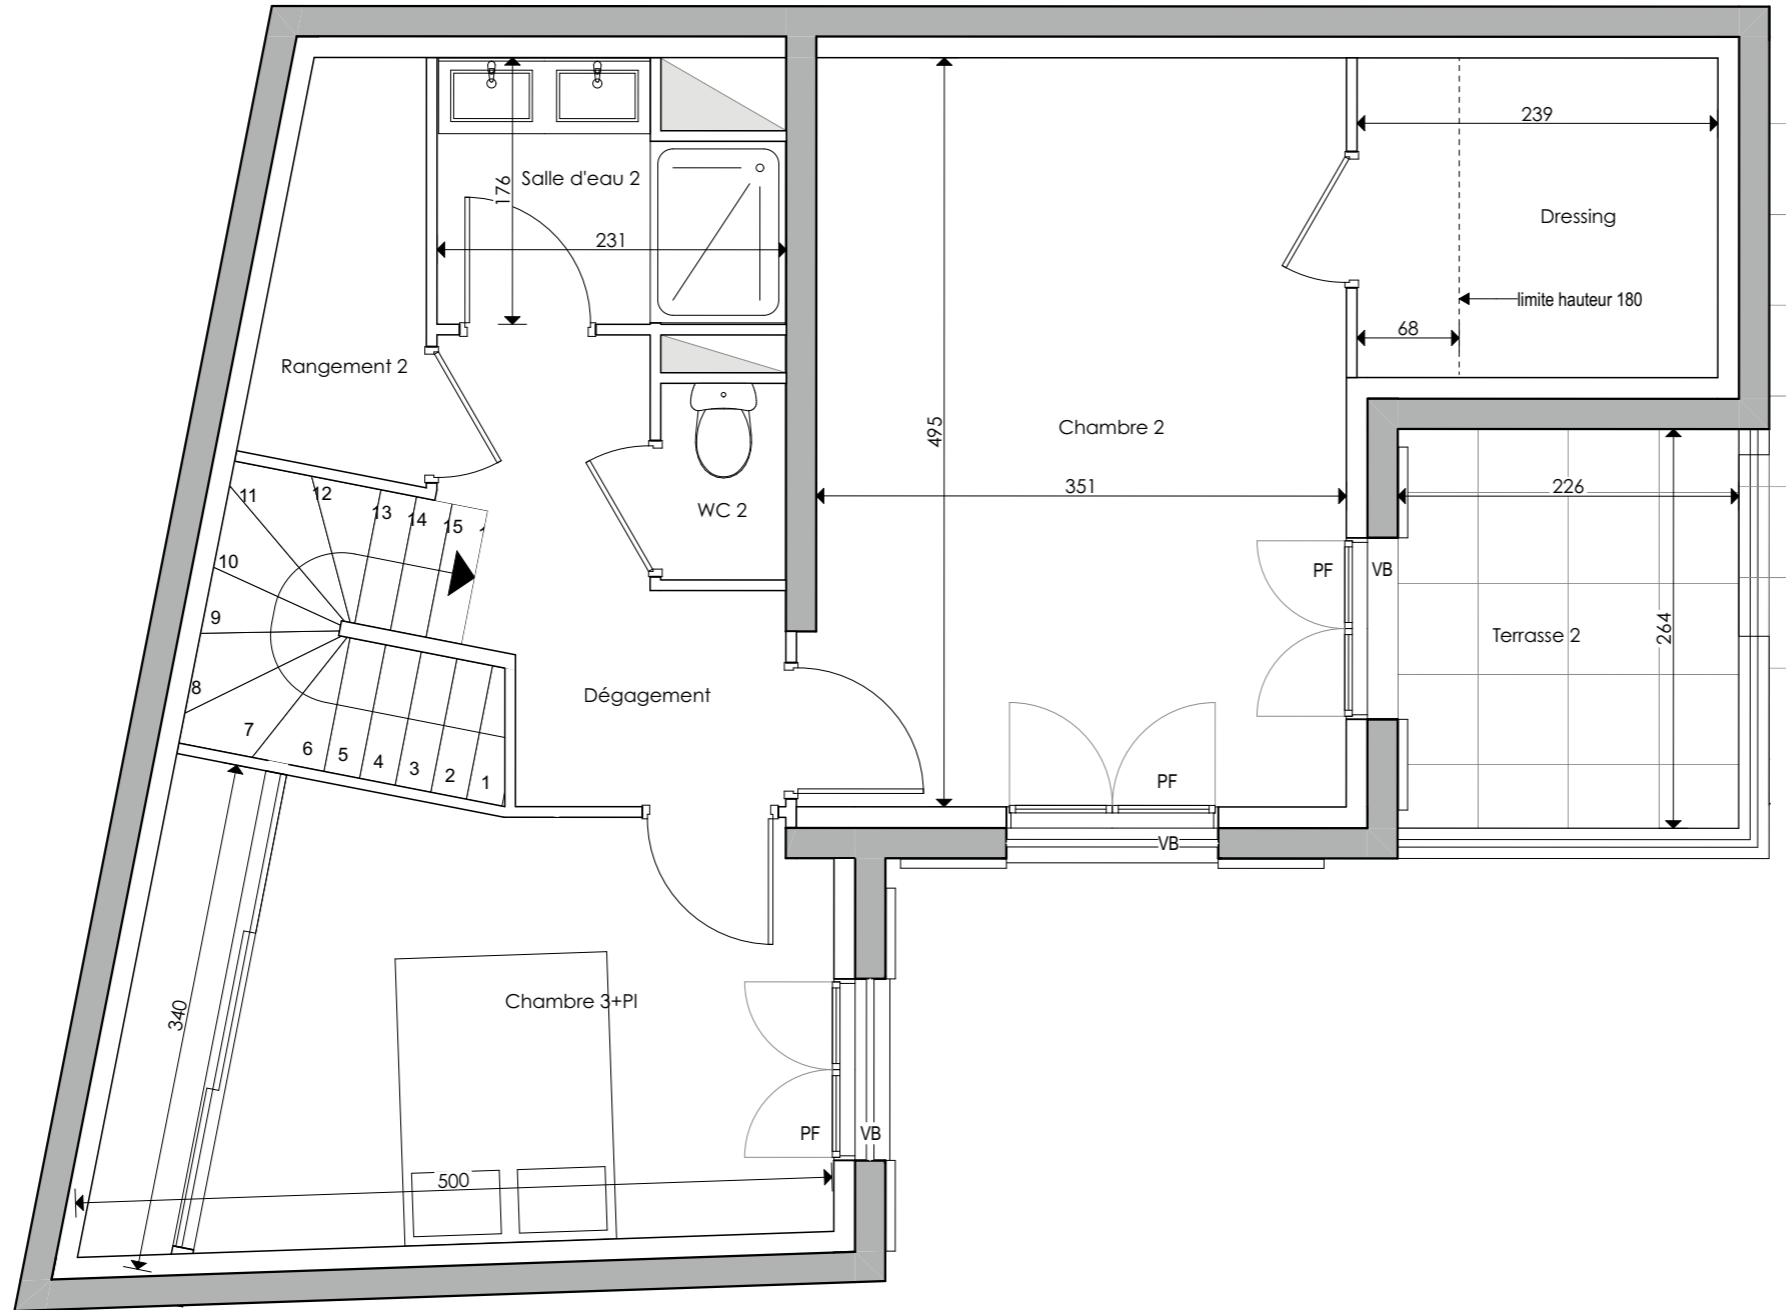 239
176
Salle d'eau 2
Dressing
231
limite hauteur 180
68
Rangement 2
Chambre 2
495
351
226
11
12
13
14
15
WC 2
10
PF
VB
9
Terrasse 2
264
8
Dégagement
7
6
5
4
3
2
1
PF
VB
340
Chambre 3+Pl
PF
VB
500